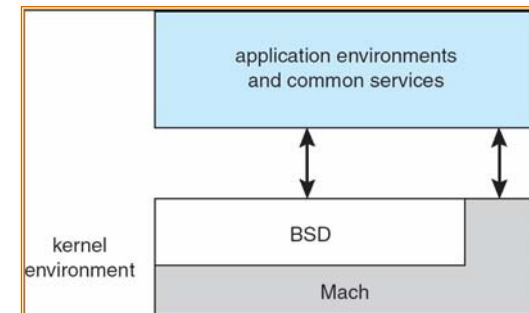 application environments
and common services
BSD
kernel
environment
Mach